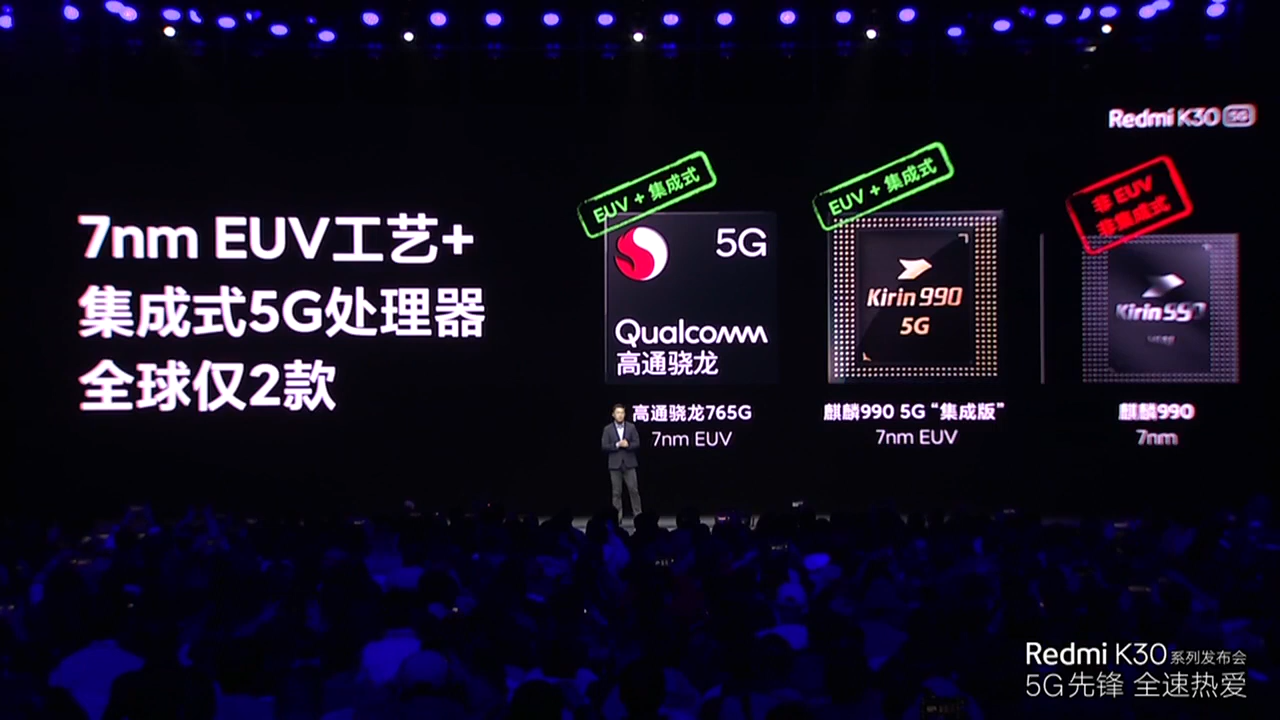 Redmi K30 5G
7nm EUV工艺+
集成式5G处理器
全球仅2款
EUV + 集成式
5G
Qualcomm
高通骁龙
高通骁龙765G
7nm EUV
EUV + 集成式
Kirin 990
5G
麒麟990 5G “集成版”
7nm EUV
非 EUV
非集成式
Kirin 990
麒麟990
7nm
Redmi K30 系列发布会
5G先锋 全速热爱